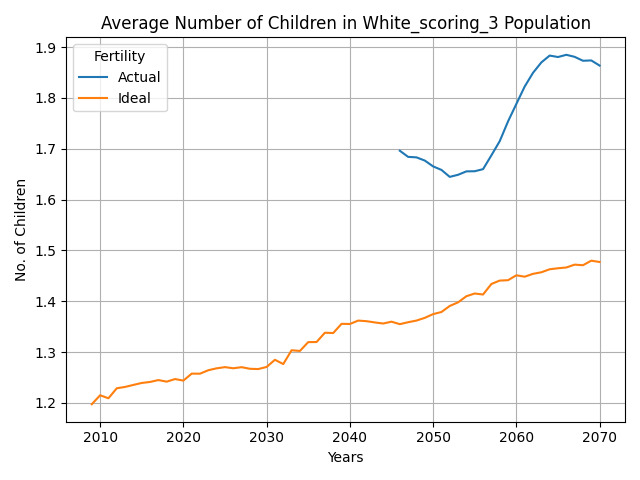 Average Number of Children in White_scoring_3 Population
Fertility
Actual
Ideal
No. of Children
1.9
1.8
1.7
1.6
1.5
1.4
1.3
1.2
2010 2020 2030 2040 2050 2060 2070
Years